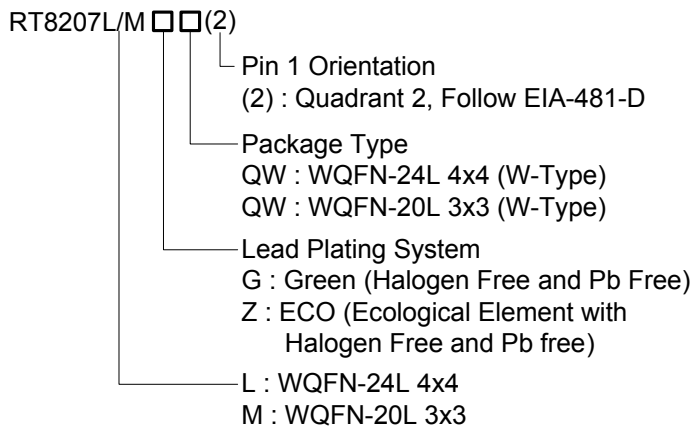 RT8207L/M □ □ (2)
Pin 1 Orientation
(2) : Quadrant 2, Follow EIA-481-D
Package Type
QW : WQFN-24L 4x4 (W-Type)
QW : WQFN-20L 3x3 (W-Type)
Lead Plating System
G : Green (Halogen Free and Pb Free)
Z : ECO (Ecological Element with
Halogen Free and Pb free)
L : WQFN-24L 4x4
M : WQFN-20L 3x3